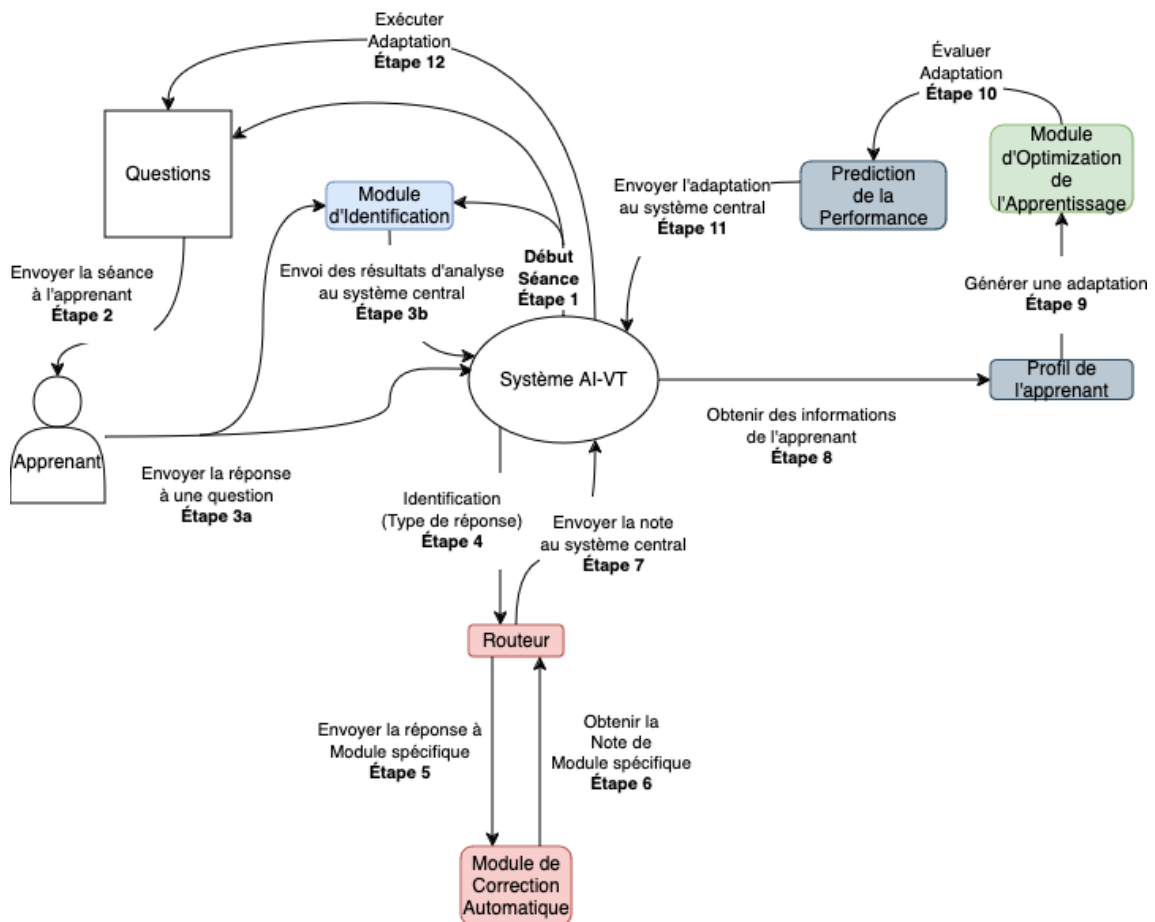 Exécuter
Adaptation
Étape 12
Évaluer
Adaptation
Étape 10
Questions
Module
d'Identification
Module
d'Optimization
de
l'Apprentissage
Prediction
de la
Performance
Envoyer l'adaptation
au système central
Étape 11
Début
Séance
Étape 1
Envoi des résultats d'analyse
au système central
Étape 3b
Envoyer la séance
à l'apprenant
Étape 2
Générer une adaptation
Étape 9
Système AI-VT
Profil de
l'apprenant
Obtenir des informations
de l'apprenant
Étape 8
Apprenant
Envoyer la réponse
à une question
Étape 3a
Identification
(Type de réponse)
Étape 4
Envoyer la note
au système central
Étape 7
Routeur
Envoyer la réponse à
Module spécifique
Étape 5
Obtenir la
Note de
Module spécifique
Étape 6
Module de
Correction
Automatique